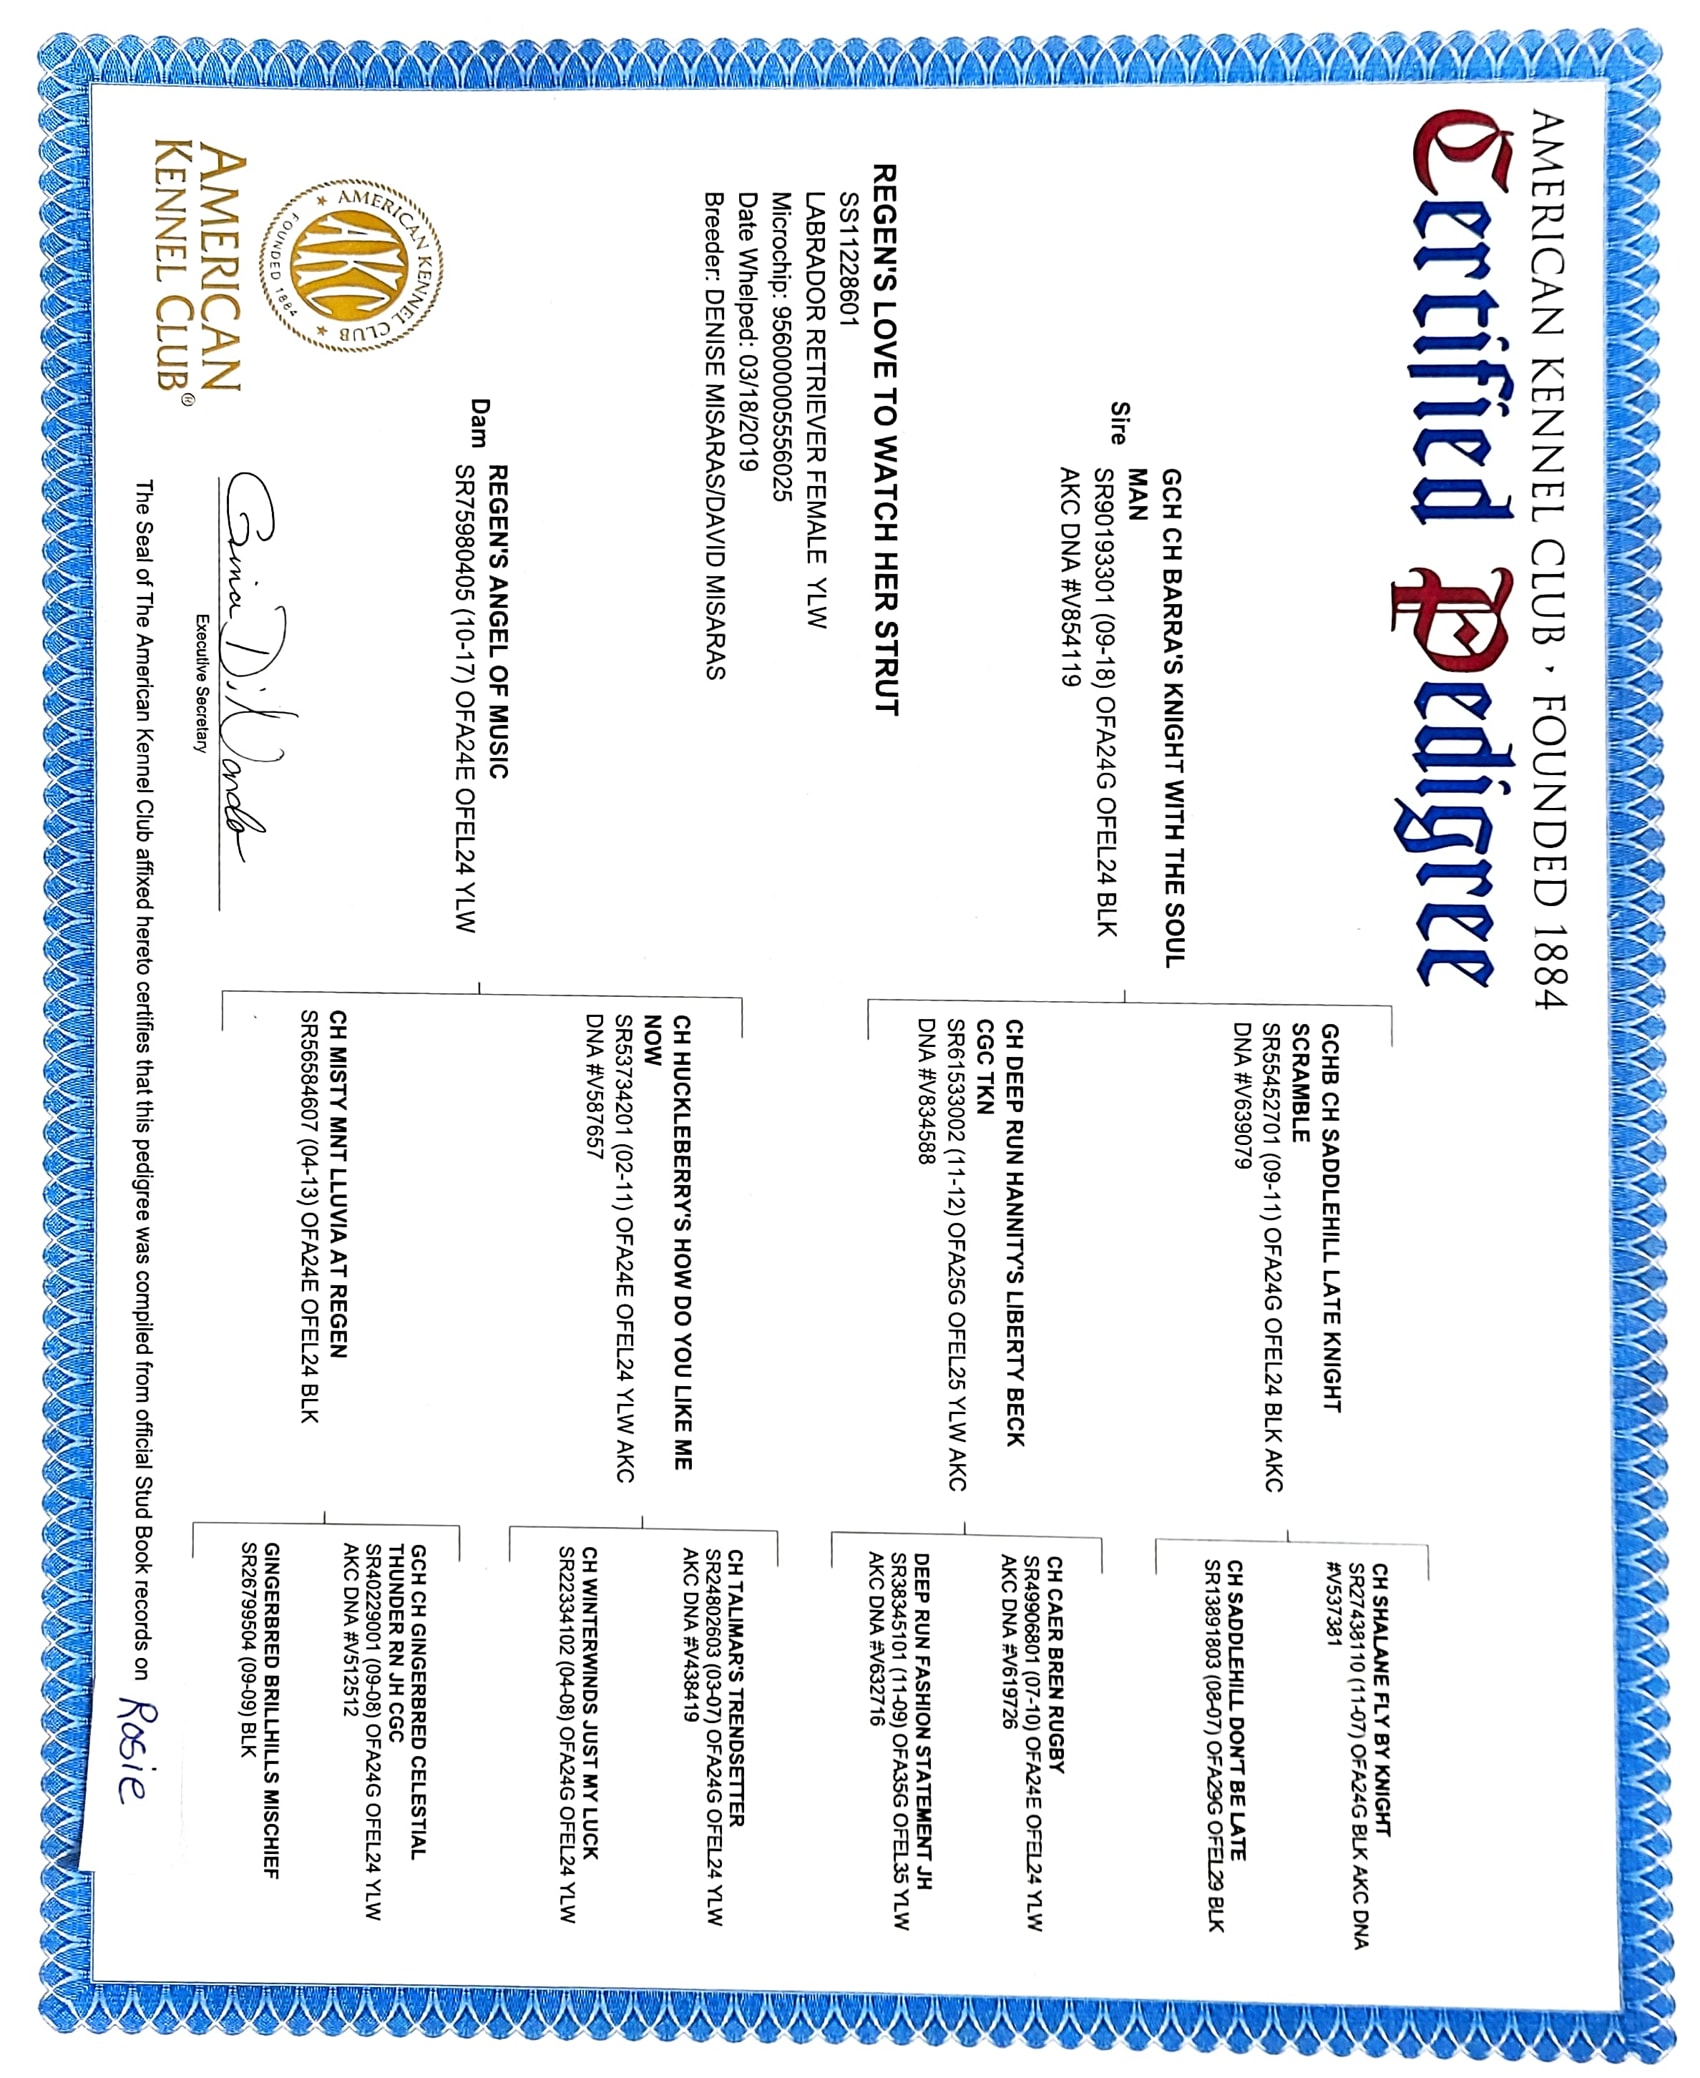 AMERICAN KENNEL CLUB • FOUNDED 1884
Certified Pedigree
CH SHALANE FLY BY KNIGHT
SR27438110 (11-07) OFA24G BLK AKC DNA
#V537381
GCHB CH SADDLEHILL LATE KNIGHT
SCRAMBLE
SR55452701 (09-11) OFA24G OFEL24 BLK AKC
DNA #V639079
CH SADDLEHILL DON'T BE LATE
SR13891803 (08-07) OFA29G OFEL29 BLK
Sire
GCH CH BARRA'S KNIGHT WITH THE SOUL
MAN
SR90193301 (09-18) OFA24G OFEL24 BLK
AKC DNA #V854119
CH CAER BREN RUGBY
SR49906801 (07-10) OFA24E OFEL24 YLW
AKC DNA #V619726
CH DEEP RUN HANNITY'S LIBERTY BECK
CGC TKN
SR61533002 (11-12) OFA25G OFEL25 YLW AKC
DNA #V834588
DEEP RUN FASHION STATEMENT JH
SR38345101 (11-09) OFA35G OFEL35 YLW
AKC DNA #V632716
REGEN'S LOVE TO WATCH HER STRUT
SS11228601
LABRADOR RETRIEVER FEMALE YLW
Microchip: 956000005556025
Date Whelped: 03/18/2019
Breeder: DENISE MISARAS/DAVID MISARAS
CH TALIMAR'S TRENDSETTER
SR24802603 (03-07) OFA24G OFEL24 YLW
AKC DNA #V438419
CH HUCKLEBERRY'S HOW DO YOU LIKE ME
NOW
SR53734201 (02-11) OFA24E OFEL24 YLW AKC
DNA #V587657
CH WINTERWINDS JUST MY LUCK
SR22334102 (04-08) OFA24G OFEL24 YLW
Dam
REGEN'S ANGEL OF MUSIC
SR75980405 (10-17) OFA24E OFEL24 YLW
GCH CH GINGERBRED CELESTIAL
THUNDER RN JH CGC
SR40229001 (09-08) OFA24G OFEL24 YLW
AKC DNA #V512512
CH MISTY MNT LLUVIA AT REGEN
SR56584607 (04-13) OFA24E OFEL24 BLK
GINGERBRED BRILLHILLS MISCHIEF
SR26799504 (09-09) BLK
AMERICAN KENNEL CLUB
AKC
FOUNDED 1884
AMERICAN
KENNEL CLUB®
Gina DiNardo
Executive Secretary
The Seal of The American Kennel Club affixed hereto certifies that this pedigree was compiled from official Stud Book records on
Rosie